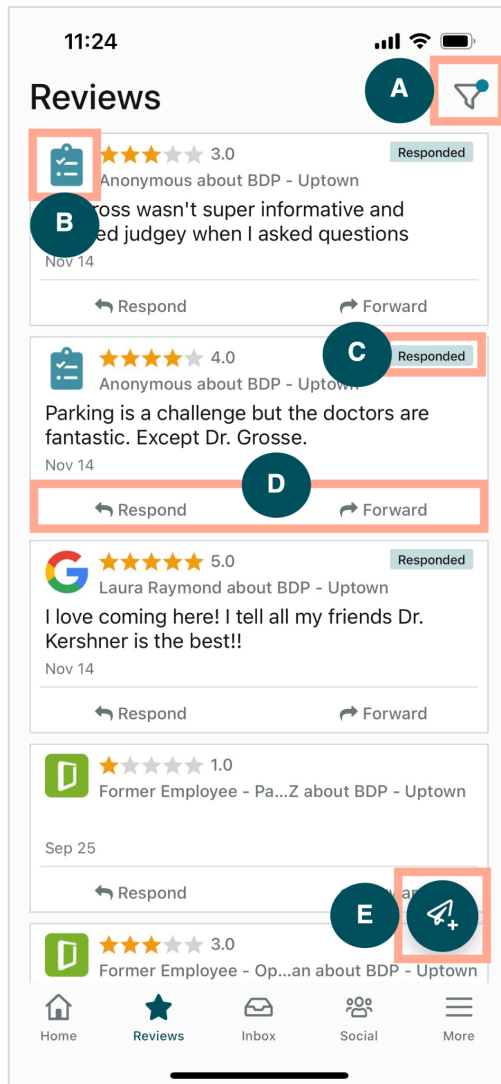 11:24
Reviews
A
3.0
Responded
Anonymous about BDP - Uptown
B
wasn't super informative and
judgey when I asked questions
Nov 14
Respond
Forward
4.0
C
Responded
Anonymous about BDP - Uptown
Parking is a challenge but the doctors are
fantastic. Except Dr. Grosse.
Nov 14
D
Respond
Forward
5.0
Responded
Laura Raymond about BDP - Uptown
I love coming here! I tell all my friends Dr.
Kershner is the best!!
Nov 14
Respond
Forward
1.0
Former Employee - Pa...Z about BDP - Uptown
Sep 25
Respond
E
3.0
Former Employee - Op...an about BDP - Uptown
Home
Reviews
Inbox
Social
More